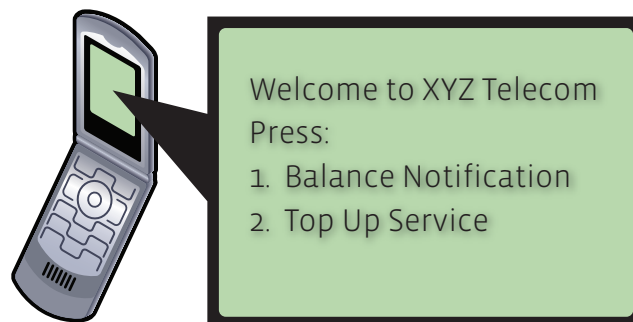 Welcome to XYZ Telecom
Press:
1. Balance Notification
2. Top Up Service